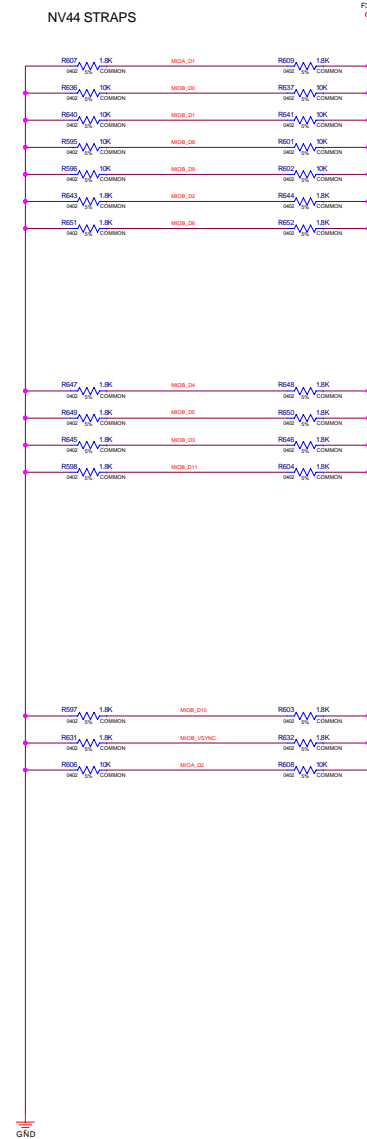 F3
NV44 STRAPS
R607 1.8K MIOA_D1 R609 1.8K
0402 5% COMMON 0402 5% COMMON
R636 10K MIOB_D0 R637 10K
0402 5% COMMON 0402 5% COMMON
R640 10K MIOB_D1 R641 10K
0402 5% COMMON 0402 5% COMMON
R595 10K MIOB_D8 R601 10K
0402 5% COMMON 0402 5% COMMON
R596 10K MIOB_D9 R602 10K
0402 5% COMMON 0402 5% COMMON
R643 1.8K MIOB_D2 R644 1.8K
0402 5% COMMON 0402 5% COMMON
R651 1.8K MIOB_D6 R652 1.8K
0402 5% COMMON 0402 5% COMMON
R647 1.8K MIOB_D4 R648 1.8K
0402 5% COMMON 0402 5% COMMON
R649 1.8K MIOB_D5 R650 1.8K
0402 5% COMMON 0402 5% COMMON
R645 1.8K MIOB_D3 R646 1.8K
0402 5% COMMON 0402 5% COMMON
R598 1.8K MIOB_D11 R604 1.8K
0402 5% COMMON 0402 5% COMMON
R597 1.8K MIOB_D10 R603 1.8K
0402 5% COMMON 0402 5% COMMON
R631 1.8K MIOB_VSYNC R632 1.8K
0402 5% COMMON 0402 5% COMMON
R606 10K MIOA_D2 R608 10K
0402 5% COMMON 0402 5% COMMON
GND